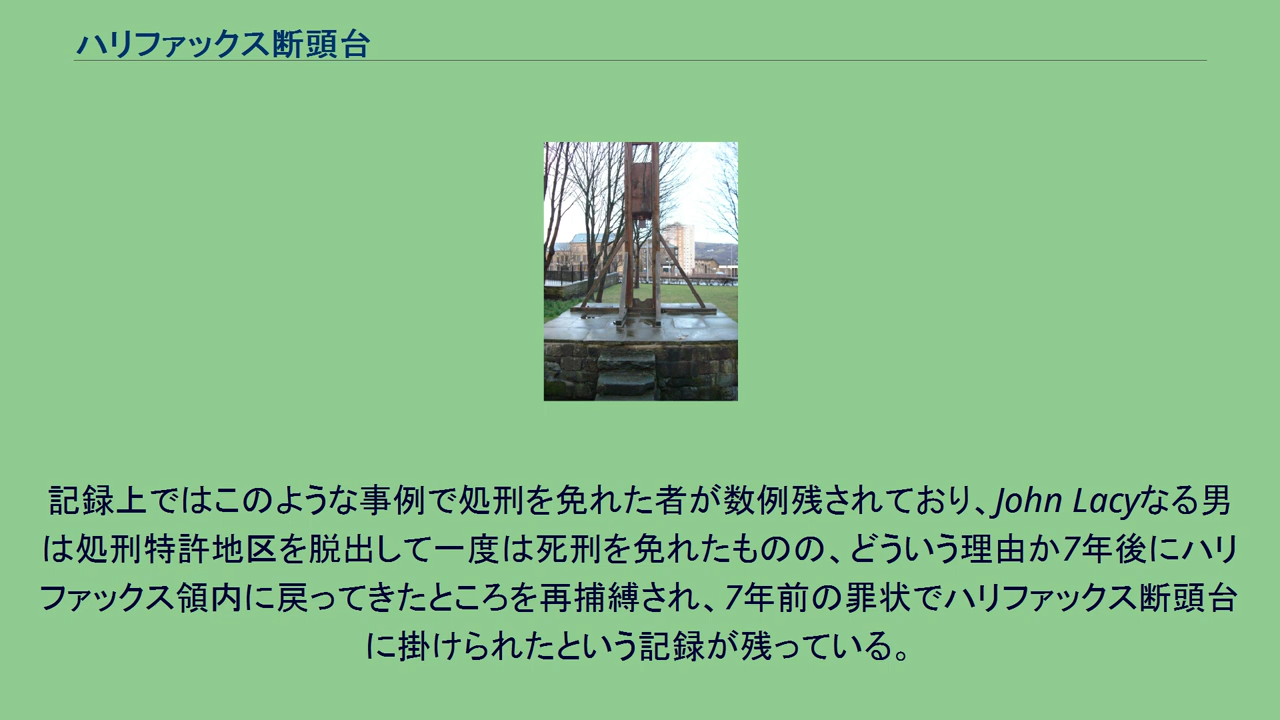 ハリファックス断頭台
記録上ではこのような事例で処刑を免れた者が数例残されており、John Lacyなる男
は処刑特許地区を脱出して一度は死刑を免れたものの、どういう理由か7年後にハリ
ファックス領内に戻ってきたところを再捕縛され、7年前の罪状でハリファックス断頭台
に掛けられたという記録が残っている。